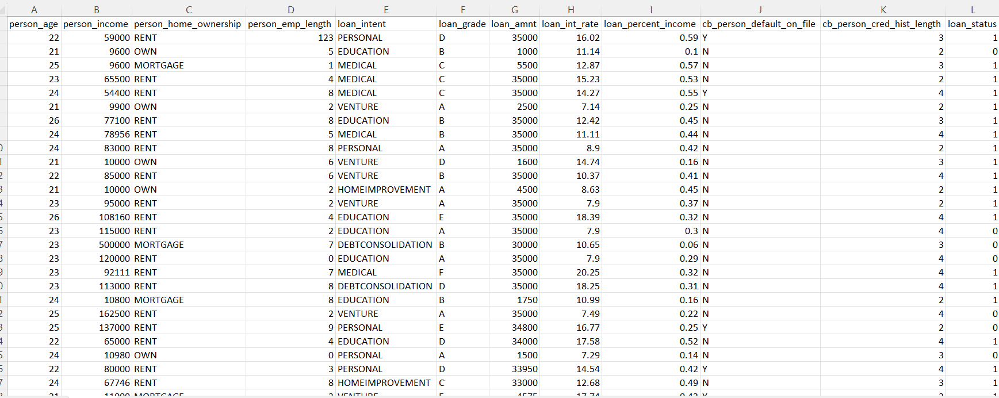 A B C D E F G H I J K L
person_age person_income person_home_ownership person_emp_length loan_intent loan_grade loan_amnt loan_int_rate loan_percent_income cb_person_default_on_file cb_person_cred_hist_length loan_status
22 59000 RENT 123 PERSONAL D 35000 16.02 0.59 Y 3 1
21 9600 OWN 5 EDUCATION B 1000 11.14 0.1 N 2 0
25 9600 MORTGAGE 1 MEDICAL C 5500 12.87 0.57 N 3 1
23 65500 RENT 4 MEDICAL C 35000 15.23 0.53 N 2 1
24 54400 RENT 8 MEDICAL C 35000 14.27 0.55 Y 4 1
21 9900 OWN 2 VENTURE A 2500 7.14 0.25 N 2 1
26 77100 RENT 8 EDUCATION B 35000 12.42 0.45 N 3 1
24 78956 RENT 5 MEDICAL B 35000 11.11 0.44 N 4 1
24 83000 RENT 8 PERSONAL A 35000 8.9 0.42 N 2 1
21 10000 OWN 6 VENTURE D 1600 14.74 0.16 N 3 1
22 85000 RENT 6 VENTURE B 35000 10.37 0.41 N 4 1
21 10000 OWN 2 HOMEIMPROVEMENT A 4500 8.63 0.45 N 2 1
23 95000 RENT 2 VENTURE A 35000 7.9 0.37 N 2 1
26 108160 RENT 4 EDUCATION E 35000 18.39 0.32 N 4 1
23 115000 RENT 2 EDUCATION A 35000 7.9 0.3 N 4 0
23 500000 MORTGAGE 7 DEBTCONSOLIDATION B 30000 10.65 0.06 N 3 0
23 120000 RENT 0 EDUCATION A 35000 7.9 0.29 N 4 0
23 92111 RENT 7 MEDICAL F 35000 20.25 0.32 N 4 1
23 113000 RENT 8 DEBTCONSOLIDATION D 35000 18.25 0.31 N 4 1
24 10800 MORTGAGE 8 EDUCATION B 1750 10.99 0.16 N 2 1
25 162500 RENT 2 VENTURE A 35000 7.49 0.22 N 4 0
25 137000 RENT 9 PERSONAL E 34800 16.77 0.25 Y 2 0
22 65000 RENT 4 EDUCATION D 34000 17.58 0.52 N 4 1
24 10980 OWN 0 PERSONAL A 1500 7.29 0.14 N 3 0
22 80000 RENT 3 PERSONAL D 33950 14.54 0.42 Y 4 1
24 67746 RENT 8 HOMEIMPROVEMENT C 33000 12.68 0.49 N 3 1